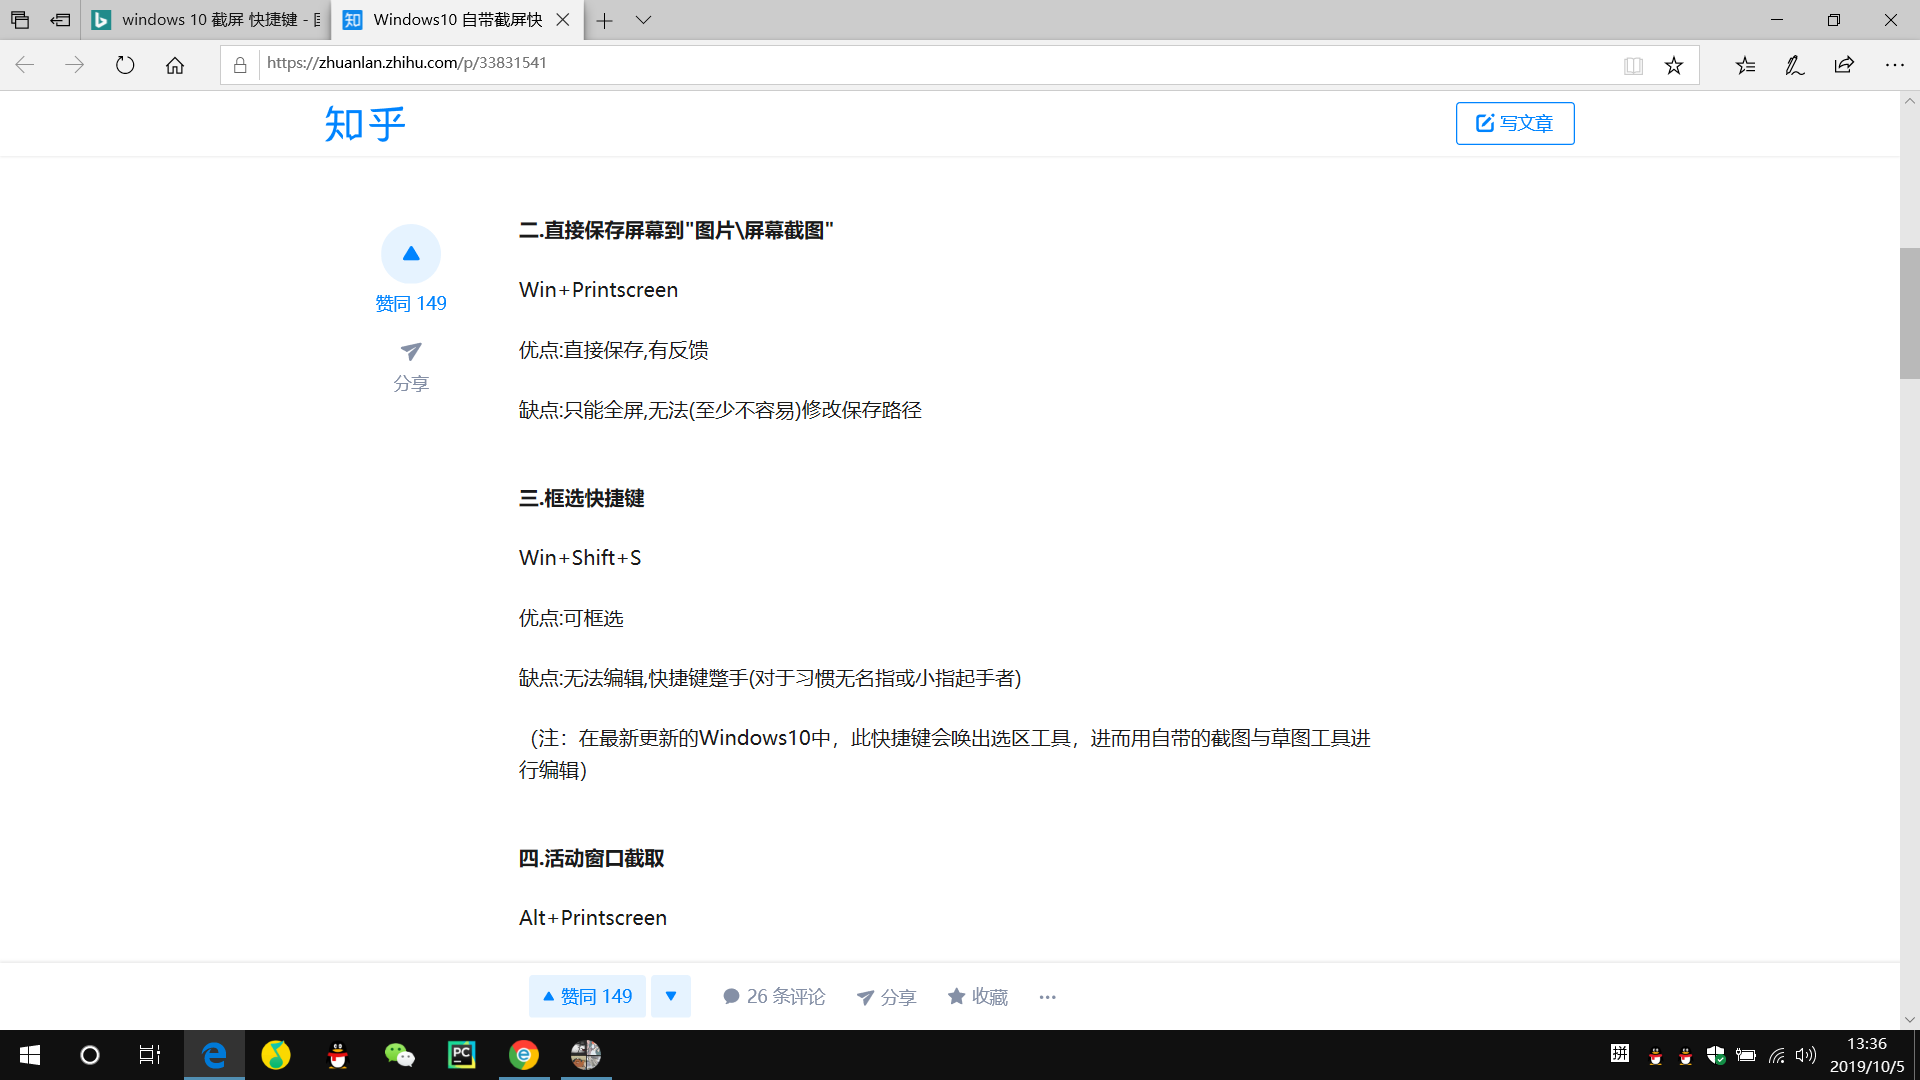 windows 10 截屏 快捷键 -
Windows10 自带截屏快
https://zhuanlan.zhihu.com/p/33831541
知乎
写文章
二.直接保存屏幕到"图片\屏幕截图"
Win+Printscreen
赞同 149
优点:直接保存,有反馈
分享
缺点:只能全屏,无法(至少不容易)修改保存路径
三.框选快捷键
Win+Shift+S
优点:可框选
缺点:无法编辑,快捷键蹩手(对于习惯无名指或小指起手者)
（注：在最新更新的Windows10中，此快捷键会唤出选区工具，进而用自带的截图与草图工具进
行编辑）
四.活动窗口截取
Alt+Printscreen
赞同 149
26 条评论
分享
收藏
PC
拼
13:36
2019/10/5